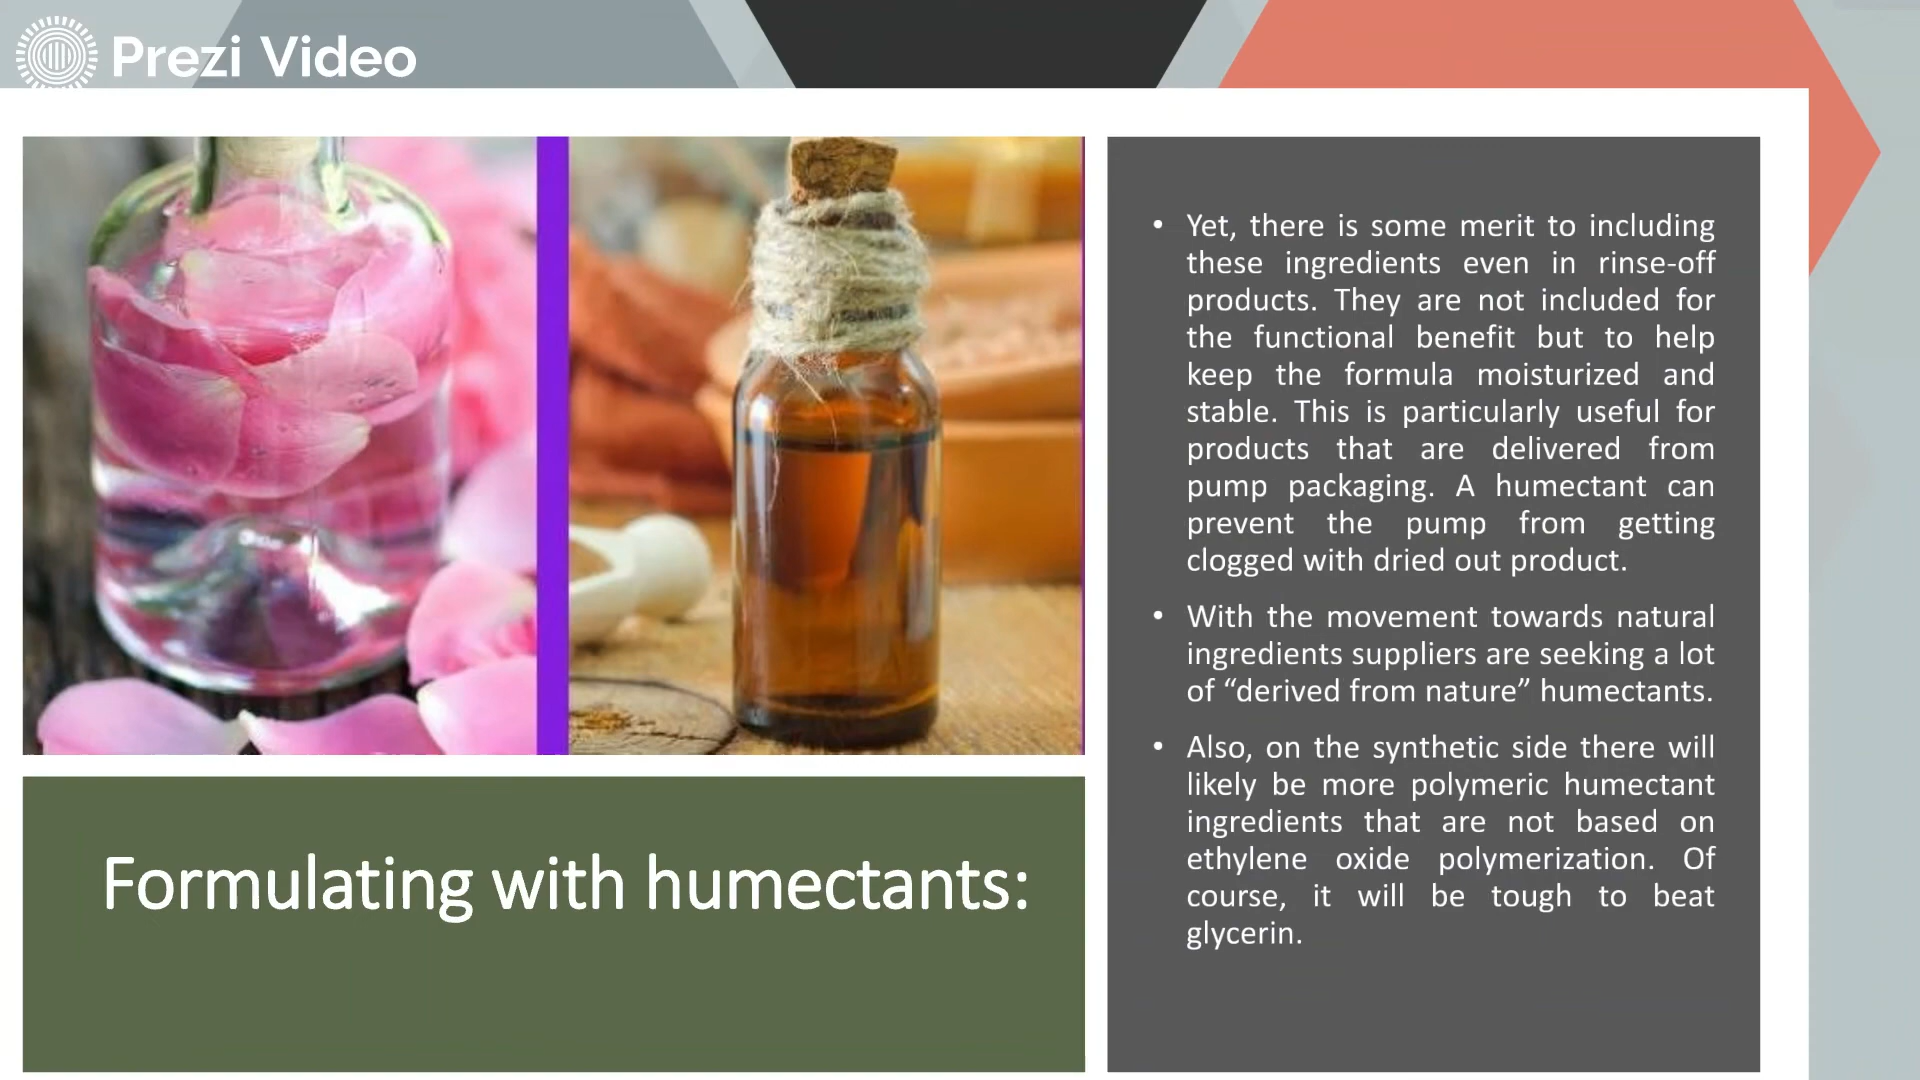 Prezi Video
Yet, there is some merit to including
these ingredients even in rinse-off
products. They are not included for
the functional benefit but to help
keep the formula moisturized and
stable. This is particularly useful for
products that are delivered from
pump packaging. A humectant can
prevent the pump from getting
clogged with dried out product.
With the movement towards natural
ingredients suppliers are seeking a lot
of “derived from nature” humectants.
Also, on the synthetic side there will
likely be more polymeric humectant
ingredients that are not based on
ethylene oxide polymerization. Of
course, it will be tough to beat
glycerin.
Formulating with humectants: